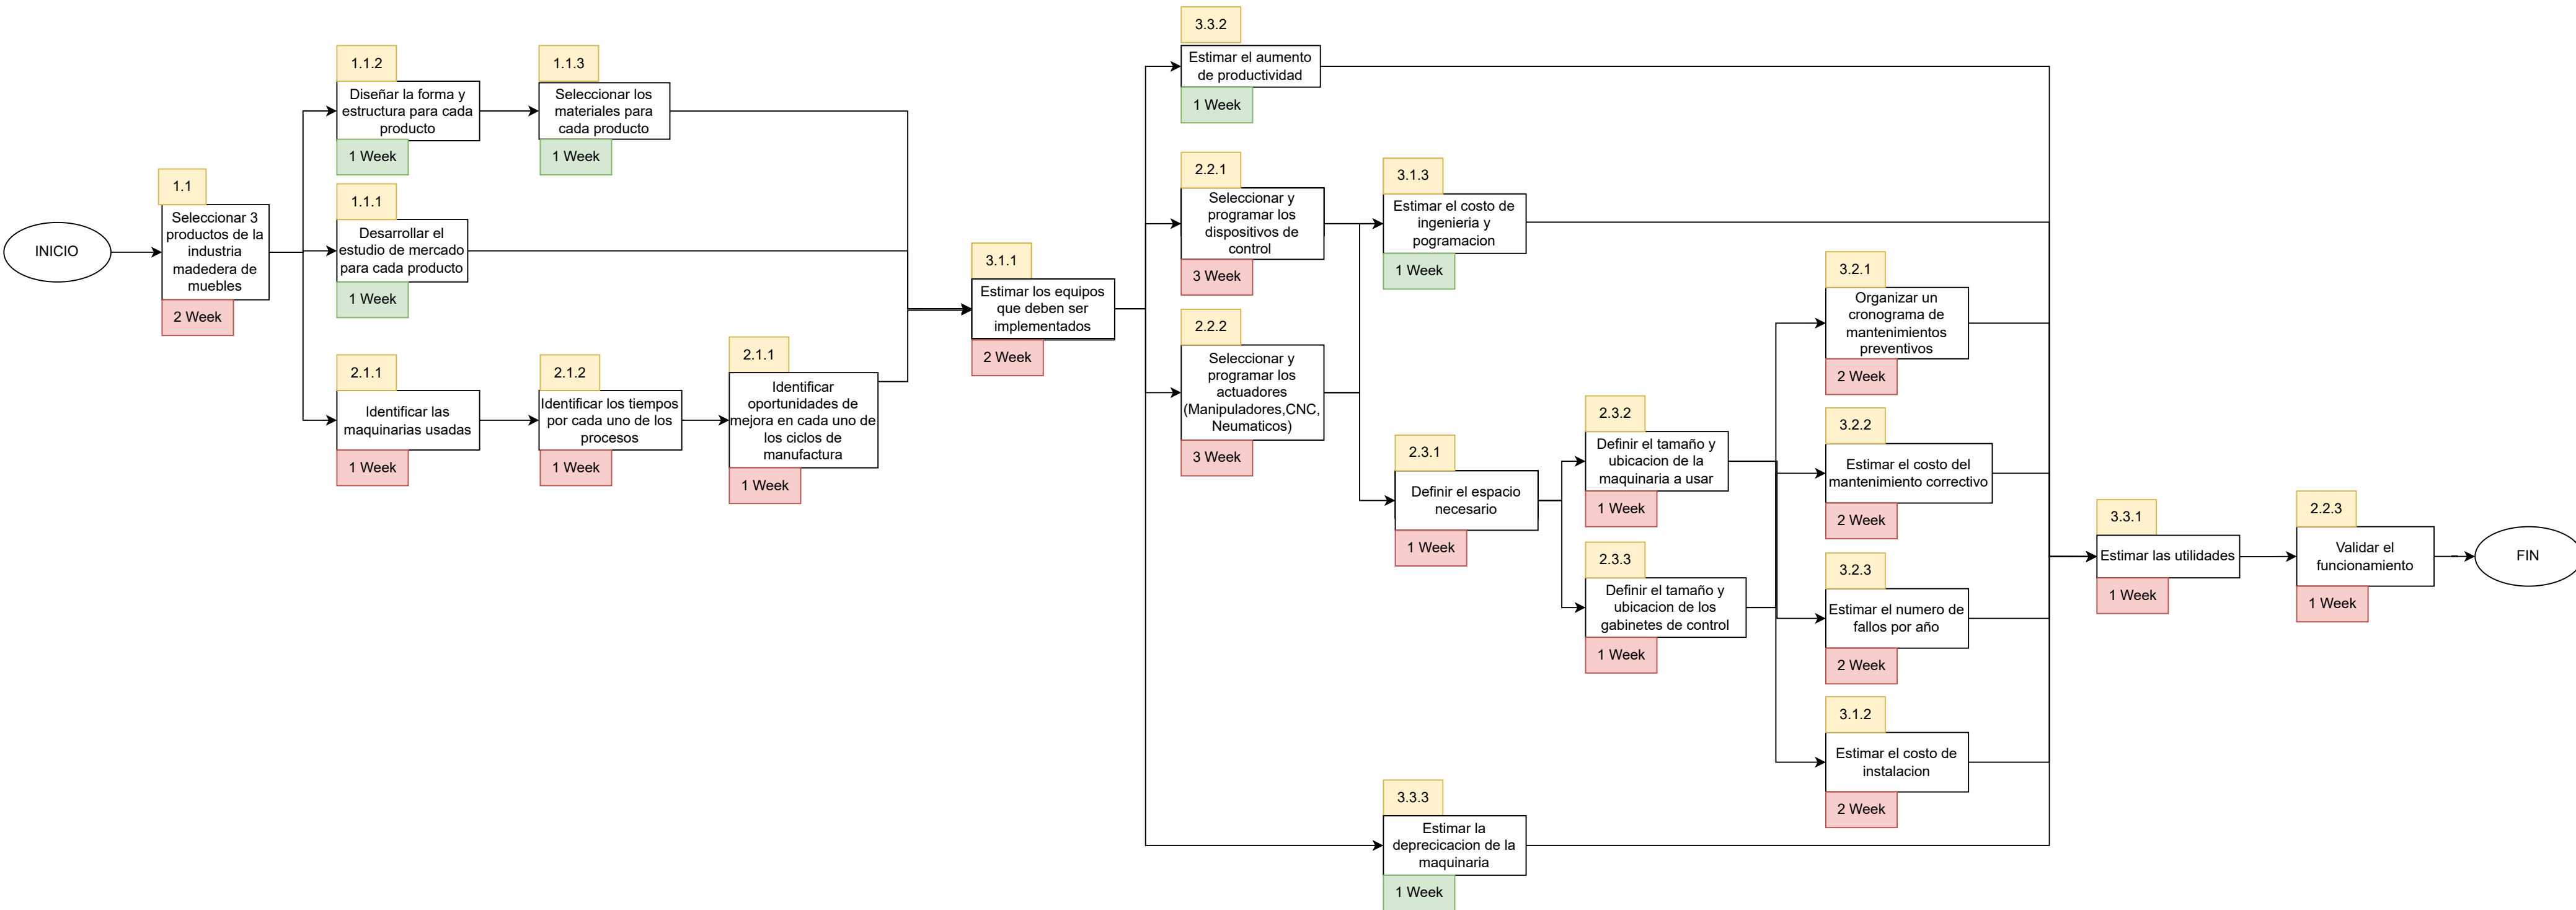 INICIO
1.1
Seleccionar 3
productos de la
industria
madedera de
muebles
2 Week
1.1.2
Diseñar la forma y
estructura para cada
producto
1 Week
1.1.3
Seleccionar los
materiales para
cada producto
1 Week
1.1.1
Desarrollar el
estudio de mercado
para cada producto
1 Week
2.1.1
Identificar las
maquinarias usadas
1 Week
2.1.2
Identificar los tiempos
por cada uno de los
procesos
1 Week
2.1.1
Identificar
oportunidades de
mejora en cada uno de
los ciclos de
manufactura
1 Week
3.1.1
Estimar los equipos
que deben ser
implementados
2 Week
3.3.2
Estimar el aumento
de productividad
1 Week
2.2.1
Seleccionar y
programar los
dispositivos de
control
3 Week
2.2.2
Seleccionar y
programar los
actuadores
(Manipuladores,CNC,
Neumaticos)
3 Week
3.1.3
Estimar el costo de
ingenieria y
pogramacion
1 Week
2.3.1
Definir el espacio
necesario
1 Week
2.3.2
Definir el tamaño y
ubicacion de la
maquinaria a usar
1 Week
2.3.3
Definir el tamaño y
ubicacion de los
gabinetes de control
1 Week
3.2.1
Organizar un
cronograma de
mantenimientos
preventivos
2 Week
3.2.2
Estimar el costo del
mantenimiento correctivo
2 Week
3.2.3
Estimar el numero de
fallos por año
2 Week
3.1.2
Estimar el costo de
instalacion
2 Week
3.3.3
Estimar la
deprecicacion de la
maquinaria
1 Week
3.3.1
Estimar las utilidades
1 Week
2.2.3
Validar el
funcionamiento
1 Week
FIN